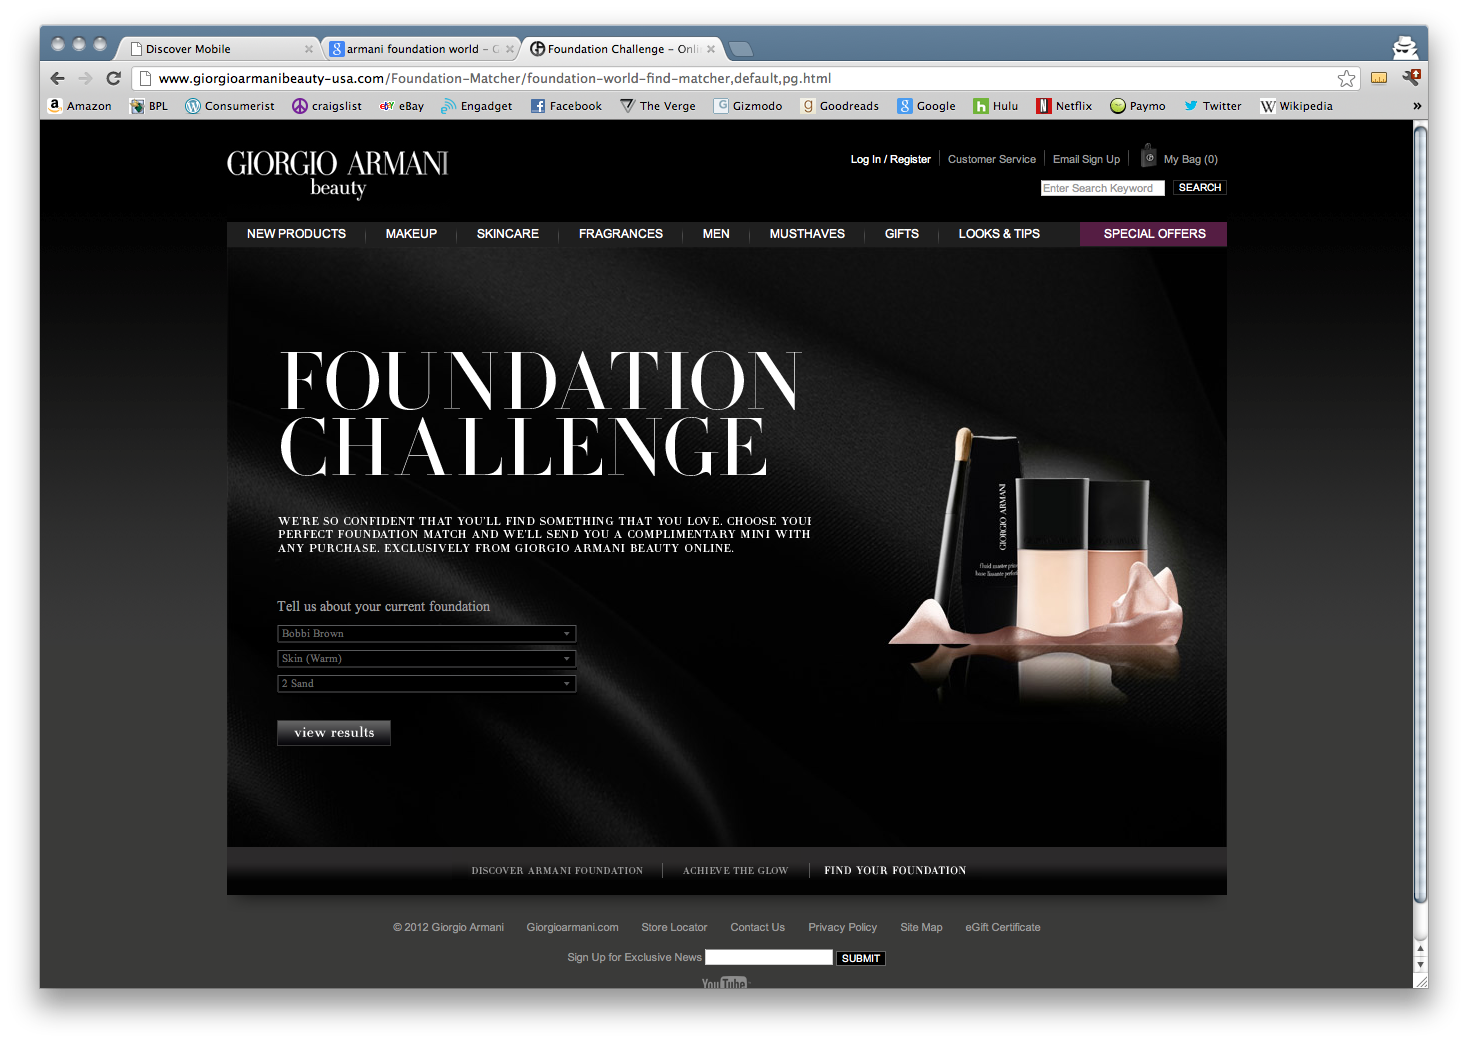 Discover Mobile
armani foundation world – G
Foundation Challenge – Onli
www.giorgioarmanibeauty-usa.com/Foundation-Matcher/foundation-world-find-matcher,default,pg.html
Amazon BPL Consumerist craigslist eBay Engadget Facebook The Verge Gizmodo Goodreads Google Hulu Netflix Paymo Twitter Wikipedia »
GIORGIO ARMANI
beauty
Log In / Register Customer Service Email Sign Up My Bag (0)
Enter Search Keyword SEARCH
NEW PRODUCTS MAKEUP SKINCARE FRAGRANCES MEN MUSTHAVES GIFTS LOOKS & TIPS SPECIAL OFFERS
FOUNDATION
CHALLENGE
WE'RE SO CONFIDENT THAT YOU'LL FIND SOMETHING THAT YOU LOVE. CHOOSE YOUR
PERFECT FOUNDATION MATCH AND WE'LL SEND YOU A COMPLIMENTARY MINI WITH
ANY PURCHASE. EXCLUSIVELY FROM GIORGIO ARMANI BEAUTY ONLINE.
GIORGIO ARMANI
fluid master primer
Tell us about your current foundation
Bobbi Brown
Skin (Warm)
2 Sand
view results
DISCOVER ARMANI FOUNDATION ACHIEVE THE GLOW FIND YOUR FOUNDATION
© 2012 Giorgio Armani Giorgioarmani.com Store Locator Contact Us Privacy Policy Site Map eGift Certificate
Sign Up for Exclusive News SUBMIT
YouTube